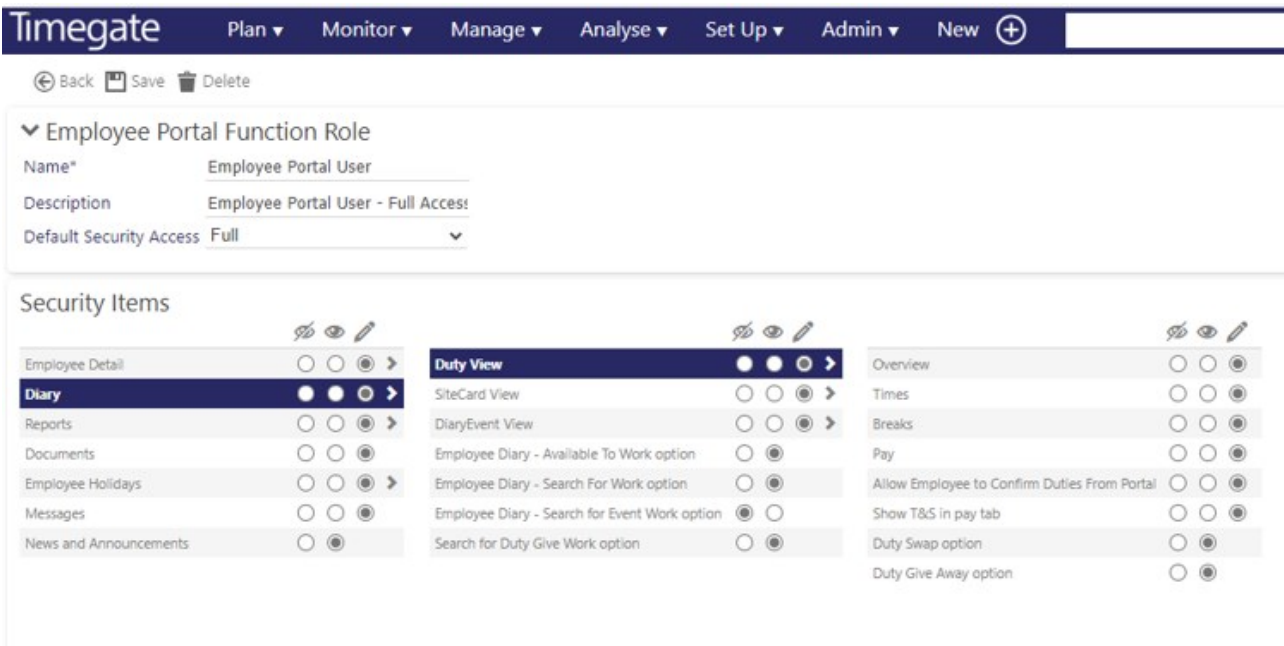 Timegate Plan Monitor Manage Analyse Set Up Admin New
Back Save Delete
Employee Portal Function Role
Name* Employee Portal User
Description Employee Portal User - Full Access
Default Security Access Full
Security Items
Employee Detail
Diary
Reports
Documents
Employee Holidays
Messages
News and Announcements
Duty View
SiteCard View
DiaryEvent View
Employee Diary - Available To Work option
Employee Diary - Search For Work option
Employee Diary - Search for Event Work option
Search for Duty Give Work option
Overview
Times
Breaks
Pay
Allow Employee to Confirm Duties From Portal
Show T&S in pay tab
Duty Swap option
Duty Give Away option